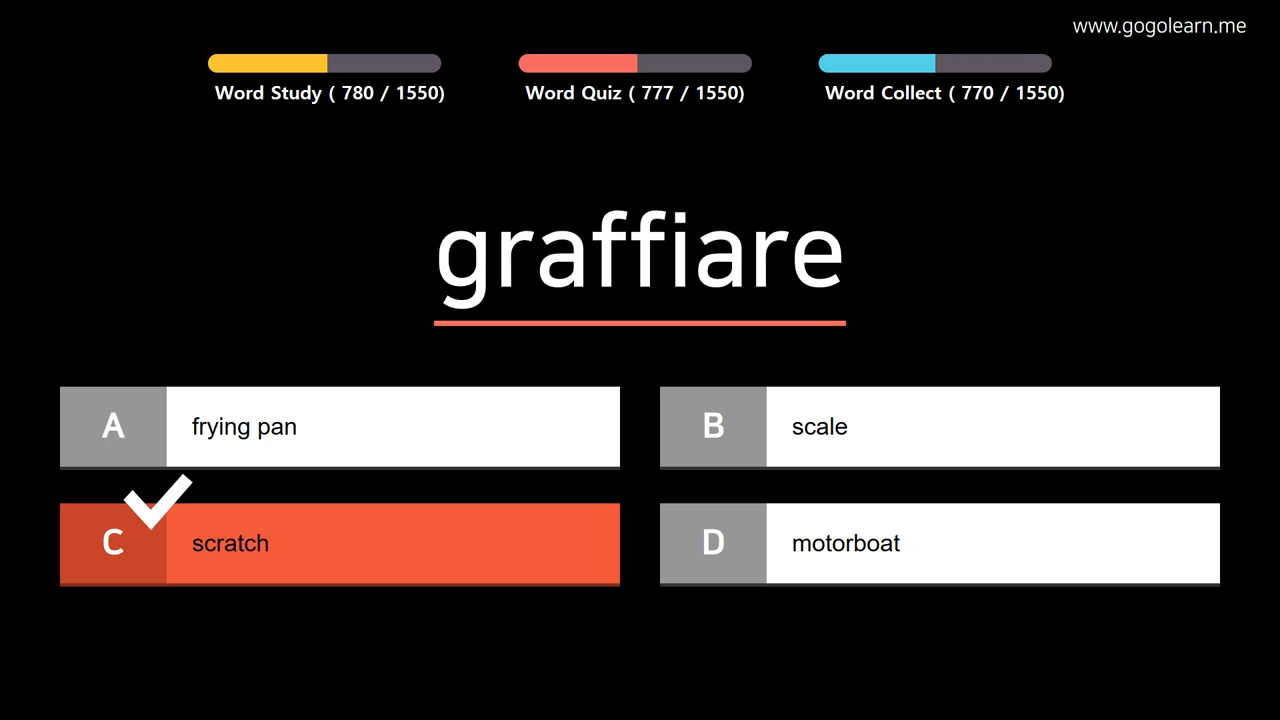 www.gogolearn.me
Word Study ( 780 / 1550)
Word Quiz ( 777 / 1550)
Word Collect ( 770 / 1550)
graffiare
A frying pan
B scale
C scratch
D motorboat